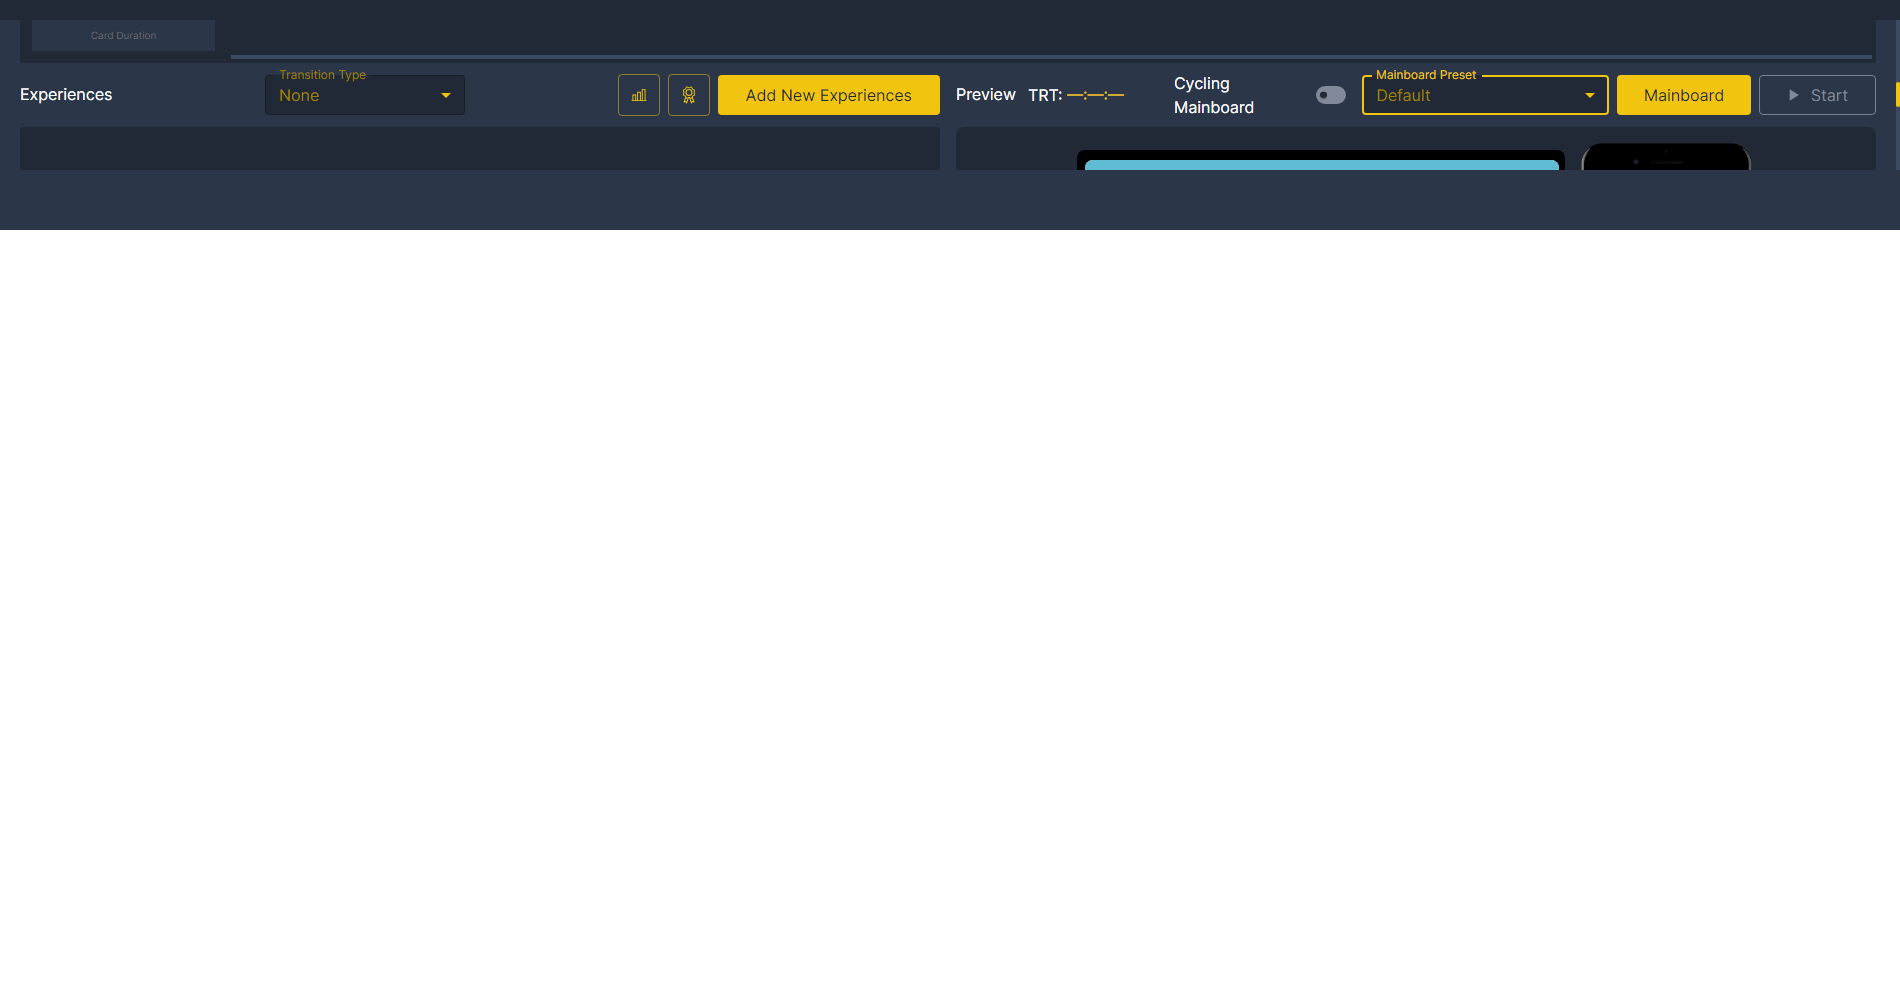 Card Duration
Experiences
Transition Type
None
Add New Experiences
Preview
TRT: —:—:—
Cycling
Mainboard
Mainboard Preset
Default
Mainboard
Start